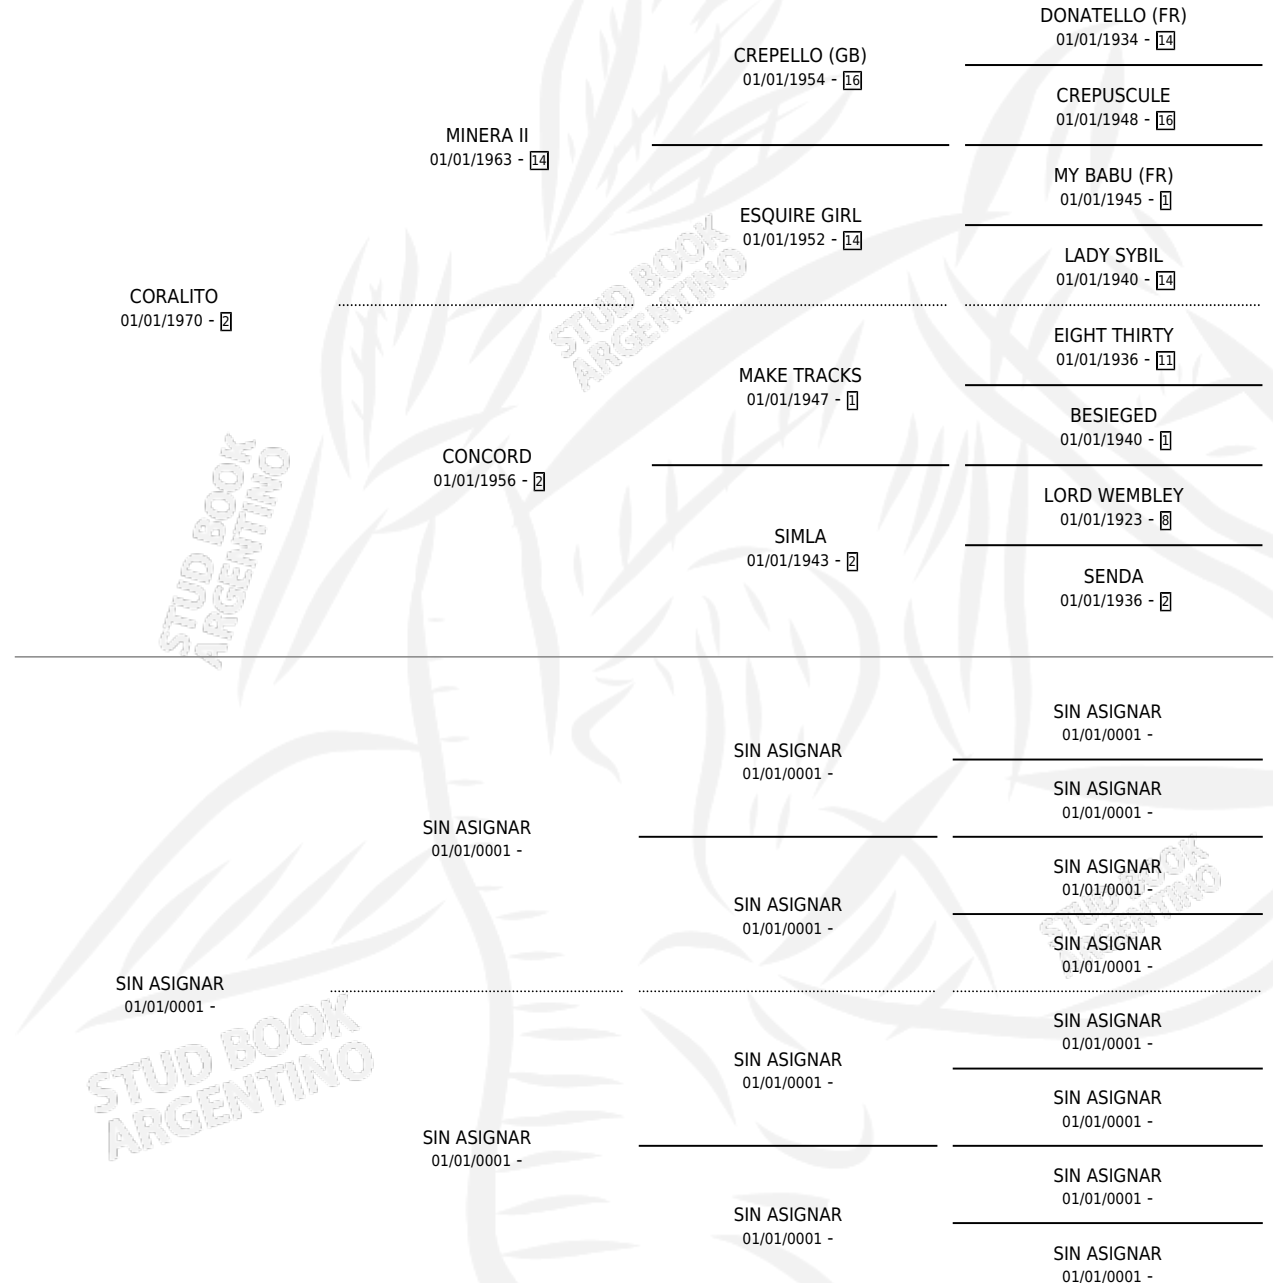 DONATELLO (FR)
01/01/1934 - 14
CREPELLO (GB)
01/01/1954 - 16
CREPUSCULE
01/01/1948 - 16
MINERA II
01/01/1963 - 14
MY BABU (FR)
01/01/1945 - 1
ESQUIRE GIRL
01/01/1952 - 14
LADY SYBIL
01/01/1940 - 14
CORALITO
01/01/1970 - 2
STUD BOOK
ARGENTINO
EIGHT THIRTY
01/01/1936 - 11
MAKE TRACKS
01/01/1947 - 1
BESIEGED
01/01/1940 - 1
CONCORD
01/01/1956 - 2
LORD WEMBLEY
01/01/1923 - 8
SIMLA
01/01/1943 - 2
SENDA
01/01/1936 - 2
STUD BOOK
ARGENTINO
SIN ASIGNAR
01/01/0001 -
SIN ASIGNAR
01/01/0001 -
SIN ASIGNAR
01/01/0001 -
SIN ASIGNAR
01/01/0001 -
SIN ASIGNAR
01/01/0001 -
SIN ASIGNAR
01/01/0001 -
SIN ASIGNAR
01/01/0001 -
STUD BOOK
ARGENTINO
SIN ASIGNAR
01/01/0001 -
SIN ASIGNAR
01/01/0001 -
SIN ASIGNAR
01/01/0001 -
SIN ASIGNAR
01/01/0001 -
STUD BOOK
ARGENTINO
SIN ASIGNAR
01/01/0001 -
SIN ASIGNAR
01/01/0001 -
SIN ASIGNAR
01/01/0001 -
SIN ASIGNAR
01/01/0001 -